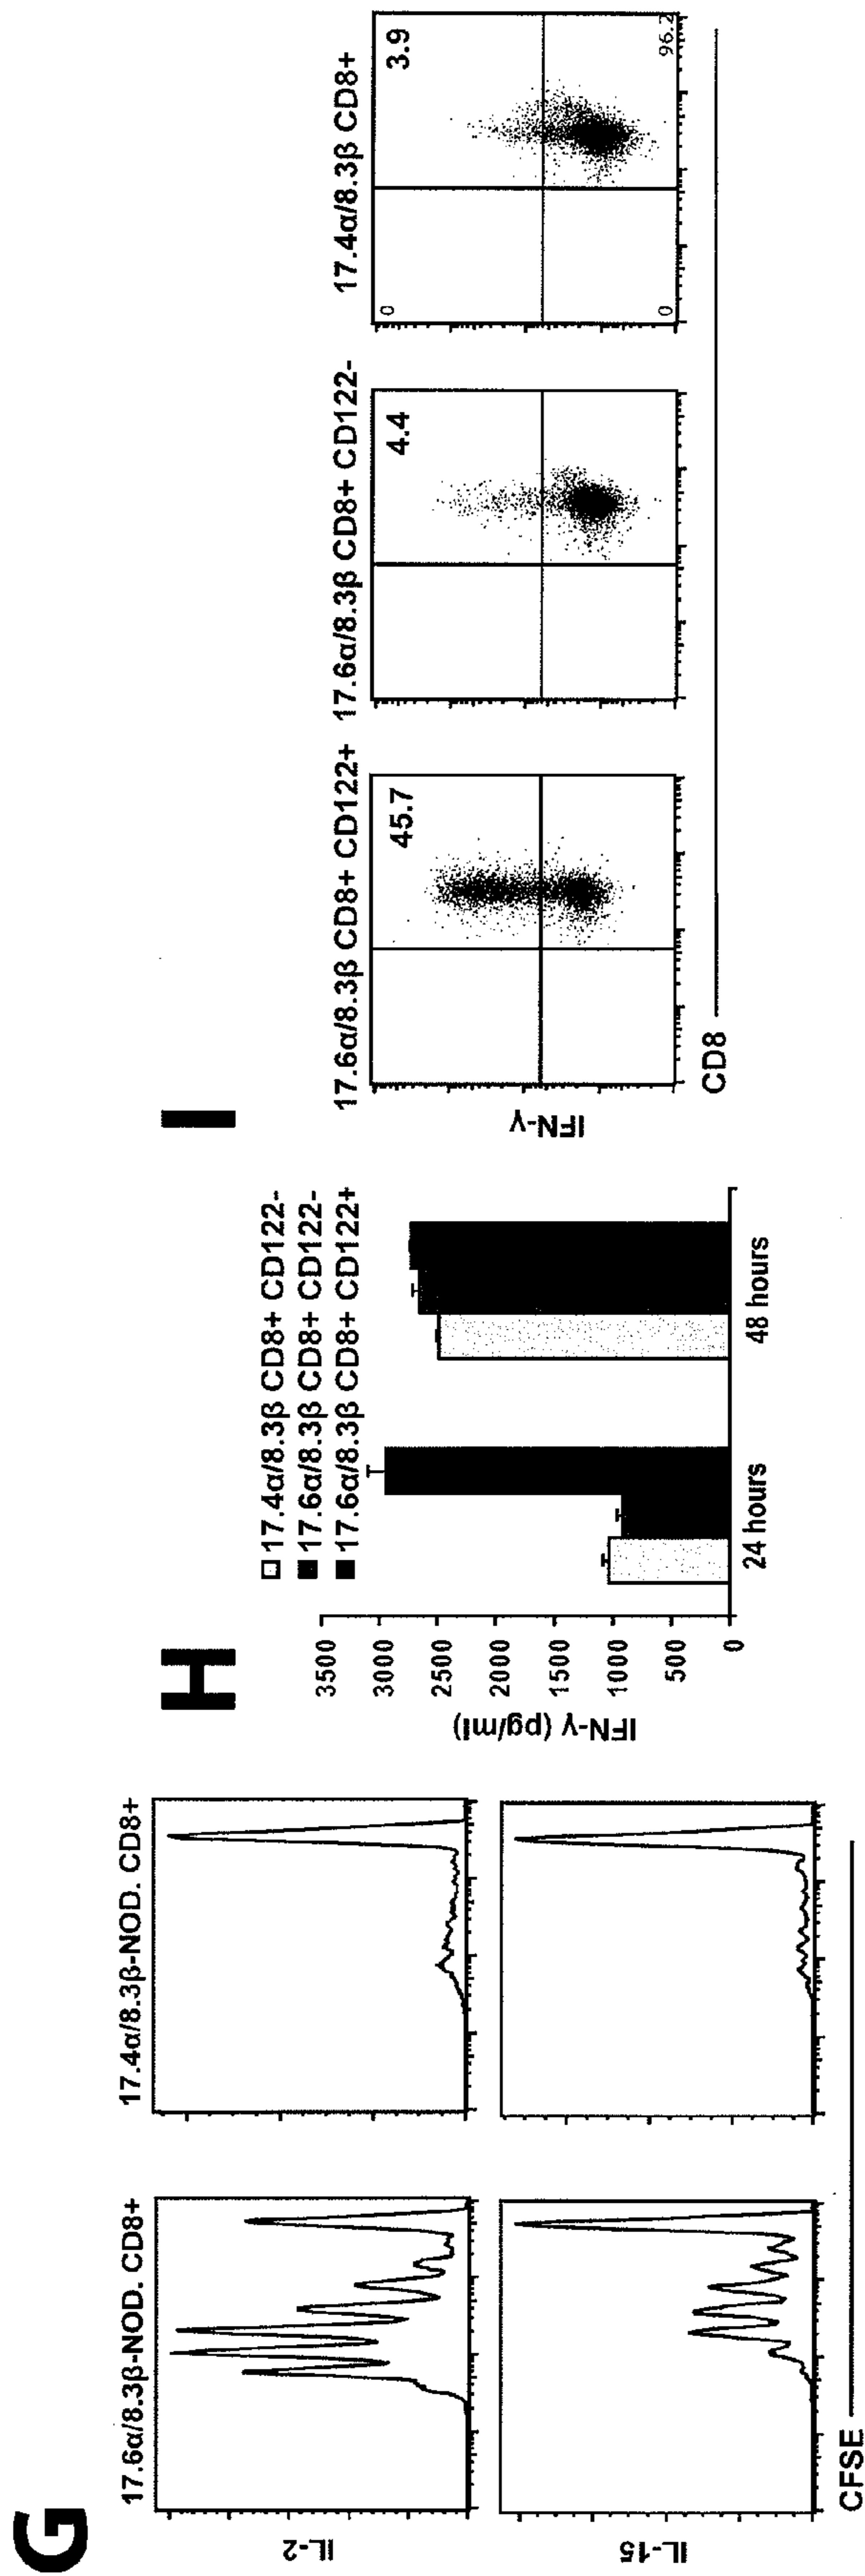 G
17.6α/8.3β-NOD. CD8+
17.4α/8.3β-NOD. CD8+
IL-2
IL-15
CFSE
H
17.4α/8.3β CD8+ CD122-
17.6α/8.3β CD8+ CD122-
17.6α/8.3β CD8+ CD122+
IFN-γ (pg/ml)
3500
3000
2500
2000
1500
1000
500
0
24 hours
48 hours
I
17.6α/8.3β CD8+ CD122+
17.6α/8.3β CD8+ CD122-
17.4α/8.3β CD8+
IFN-γ
45.7
4.4
0
3.9
0
96.2
CD8